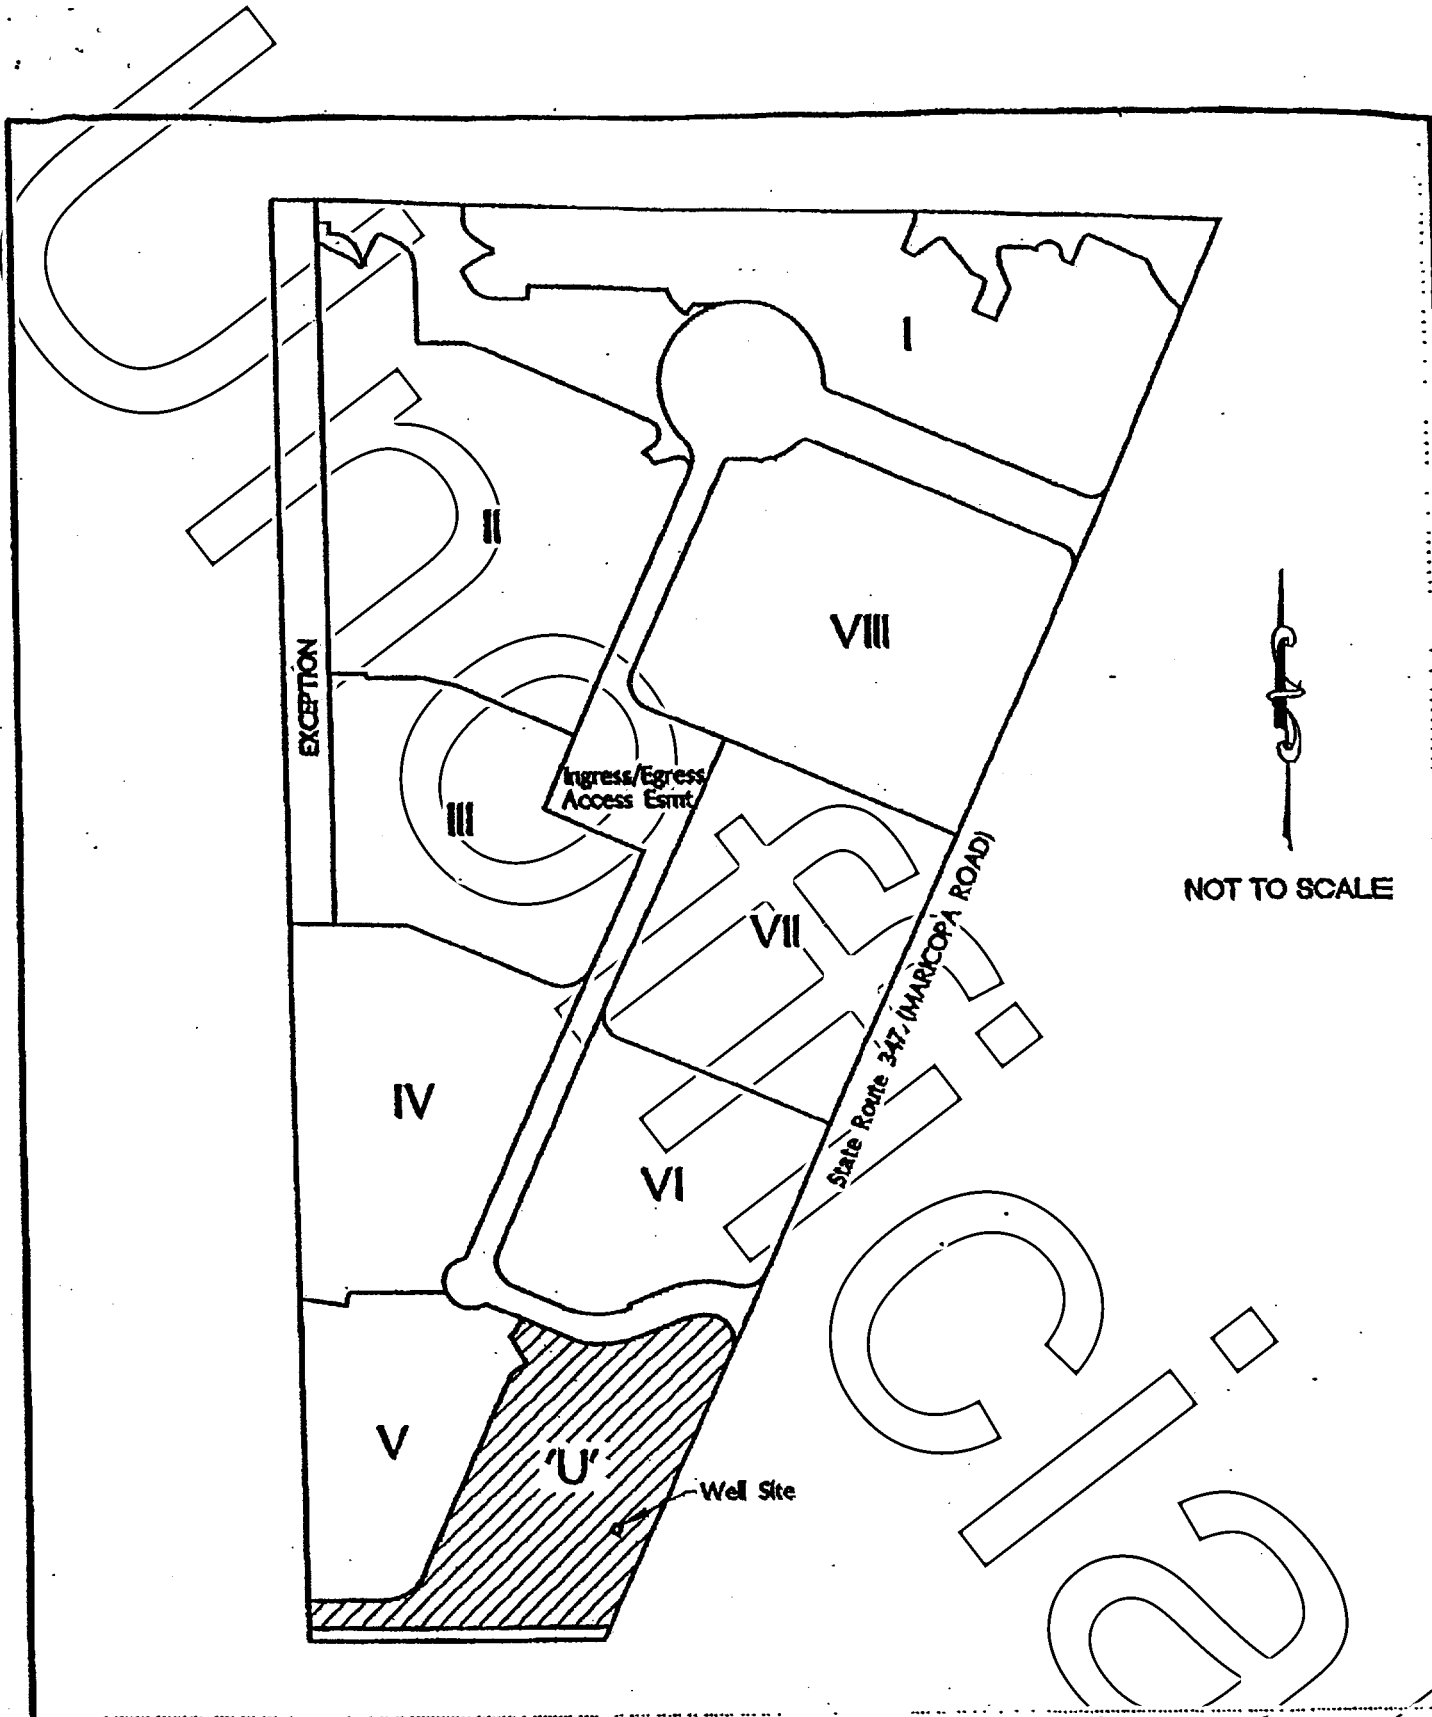 I
II
VIII
EXCEPTION
Ingress/Egress
Access Esmt.
III
NOT TO SCALE
VII
State Route 347 (MARICOPA ROAD)
IV
VI
V
'U'
Well Site
Unofficial